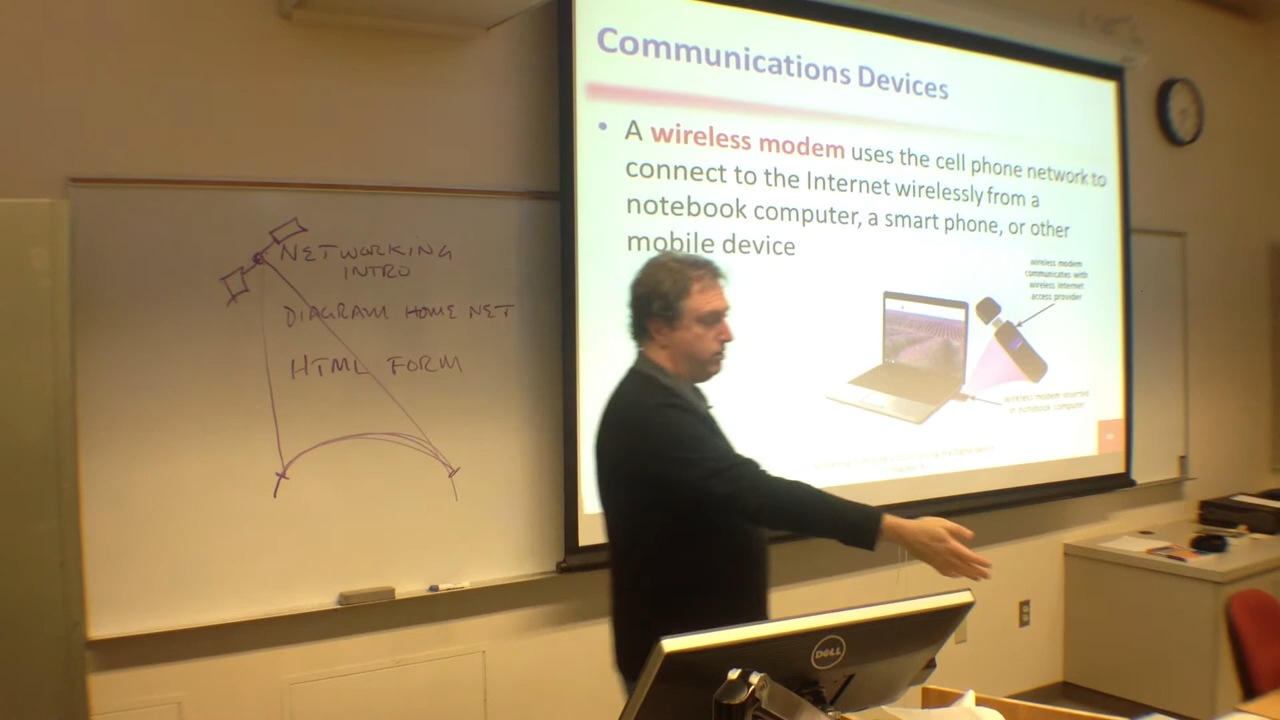 NETWORKING
INTRO
DIAGRAM HOME NET
HTML FORM
Communications Devices
• A wireless modem uses the cell phone network to
connect to the Internet wirelessly from a
notebook computer, a smart phone, or other
mobile device
wireless modem
communicates with
wireless Internet
access provider
wireless modem inserted
in notebook computer
DELL